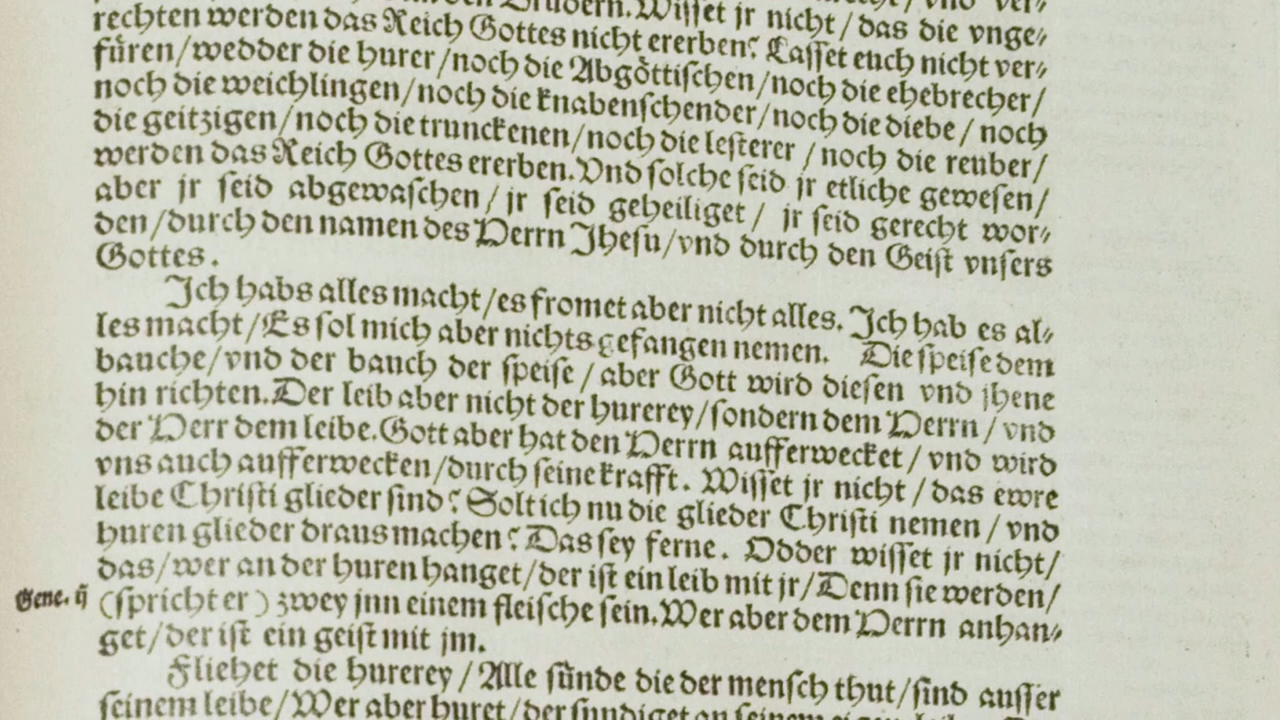 Brüdern. Wisset jr nicht / das die vnge⸗
rechten werden das Reich Gottes nicht ererben? Lasset euch nicht ver⸗
füren / wedder die hurer / noch die Abgöttischen / noch die ehebrecher /
noch die weichlingen / noch die knabenschender / noch die diebe / noch
die geitzigen / noch die trunckenen / noch die lesterer / noch die reuber /
werden das Reich Gottes ererben. Vnd solche seid jr etliche gewesen /
aber jr seid abgewaschen / jr seid geheiliget / jr seid gerecht wor⸗
den / durch den namen des Herrn Jhesu / vnd durch den Geist vnsers
Gottes.
Ich habs alles macht / es fromet aber nicht alles. Ich hab es al⸗
les macht / Es sol mich aber nichts gefangen nemen. Die speise dem
bauche / vnd der bauch der speise / aber Gott wird diesen vnd jhene
hin richten. Der leib aber nicht der hurerey / sondern dem Herrn / vnd
der Herr dem leibe. Gott aber hat den Herrn aufferwecket / vnd wird
vns auch aufferwecken / durch seine krafft. Wisset jr nicht / das ewre
leibe Christi glieder sind? Solt ich nu die glieder Christi nemen / vnd
huren glieder draus machen? Das sey ferne. Odder wisset jr nicht /
das / wer an der huren hanget / der ist ein leib mit jr / Denn sie werden /
Gene. ij (spricht er) zwey jnn einem fleische sein. Wer aber dem Herrn anhan⸗
get / der ist ein geist mit jm.
Fliehet die hurerey / Alle sünde die der mensch thut / sind ausser
seinem leibe / Wer aber huret / der sundiget an seinem